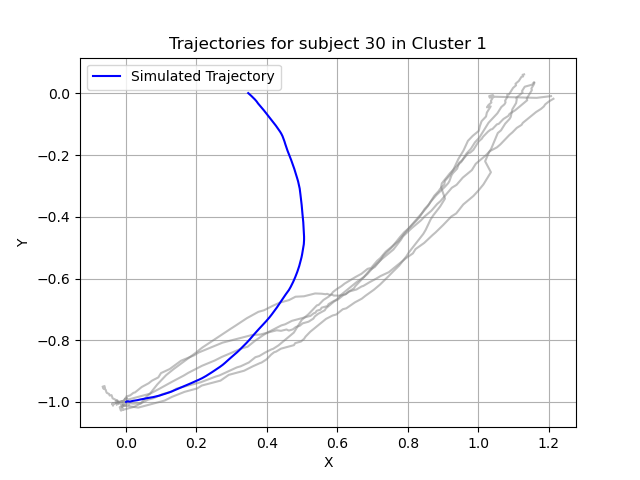 Trajectories for subject 30 in Cluster 1
Simulated Trajectory
0.0
−0.2
−0.4
−0.6
−0.8
−1.0
Y
0.0 0.2 0.4 0.6 0.8 1.0 1.2
X